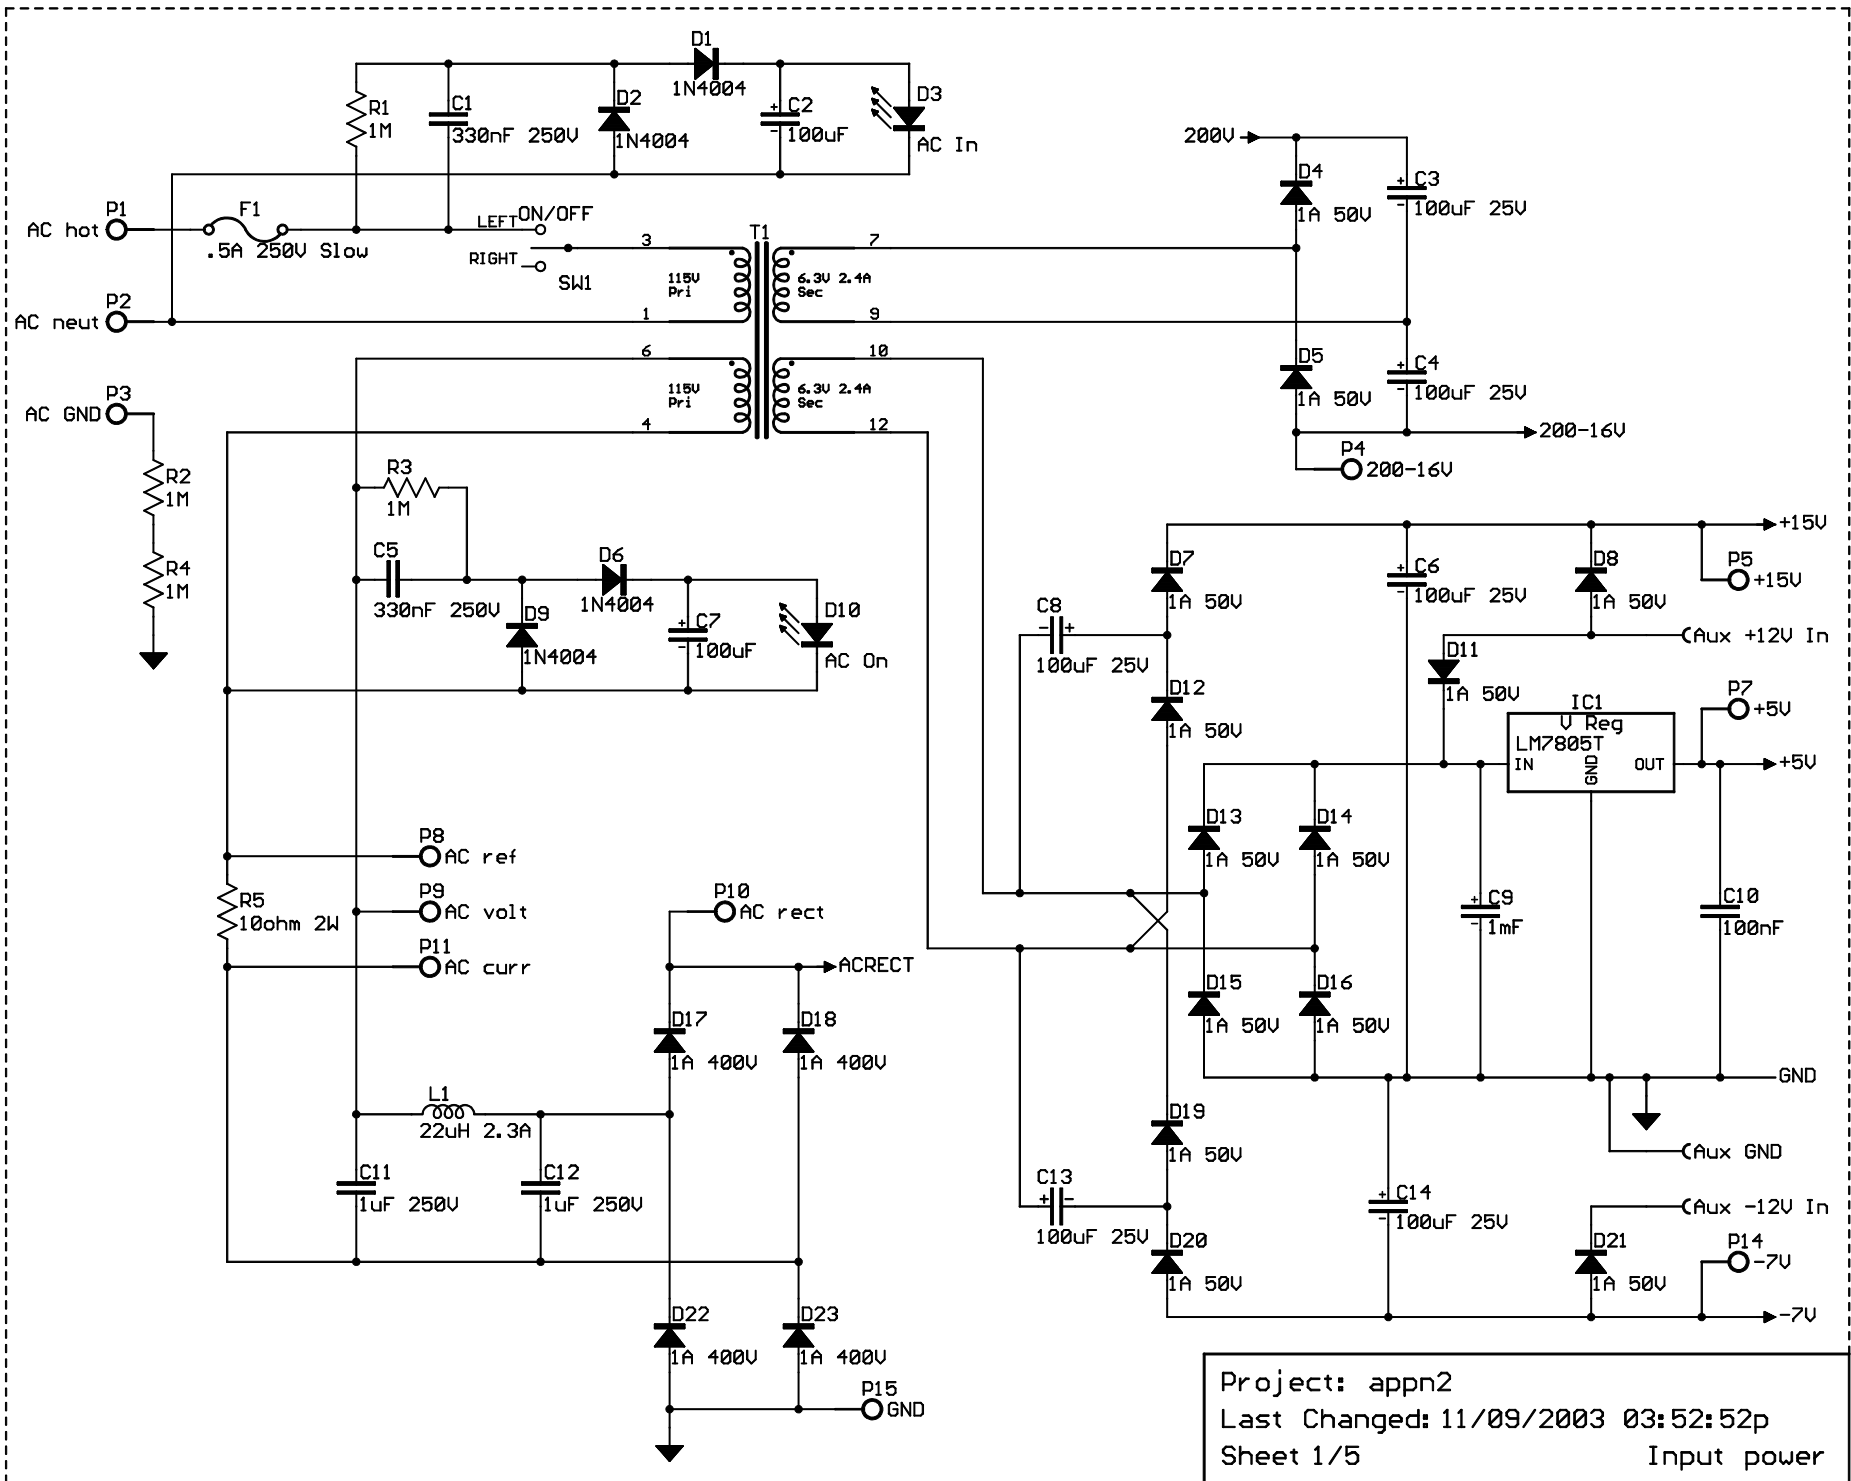 D1
1N4004
R1
1M
C1
330nF 250V
D2
1N4004
+
C2
-
100uF
D3
AC In
P1
AC hot
F1
.5A 250V Slow
LEFT
ON/OFF
RIGHT
SW1
P2
AC neut
3
1
115V
Pri
T1
6.3V 2.4A
Sec
7
9
6
4
115V
Pri
6.3V 2.4A
Sec
10
12
200V
D4
1A 50V
+
C3
-
100uF 25V
D5
1A 50V
+
C4
-
100uF 25V
200-16V
P4
200-16V
P3
AC GND
R2
1M
R4
1M
R3
1M
C5
330nF 250V
D6
1N4004
D9
1N4004
+
C7
-
100uF
D10
AC On
+15V
D7
1A 50V
+
C6
-
100uF 25V
D8
1A 50V
P5
+15V
C8
- +
100uF 25V
Aux +12V In
D11
1A 50V
D12
1A 50V
IC1
V Reg
LM7805T
IN
GND
OUT
P7
+5V
+5V
D13
1A 50V
D14
1A 50V
+
C9
-
1mF
C10
100nF
D15
1A 50V
D16
1A 50V
GND
P8
AC ref
R5
10ohm 2W
P9
AC volt
P11
AC curr
P10
AC rect
ACRECT
D17
1A 400V
D18
1A 400V
L1
22uH 2.3A
C11
1uF 250V
C12
1uF 250V
D19
1A 50V
Aux GND
C13
+ -
100uF 25V
+
C14
-
100uF 25V
Aux -12V In
D20
1A 50V
D21
1A 50V
P14
-7V
-7V
D22
1A 400V
D23
1A 400V
P15
GND
Project: appn2
Last Changed: 11/09/2003 03:52:52p
Sheet 1/5 Input power